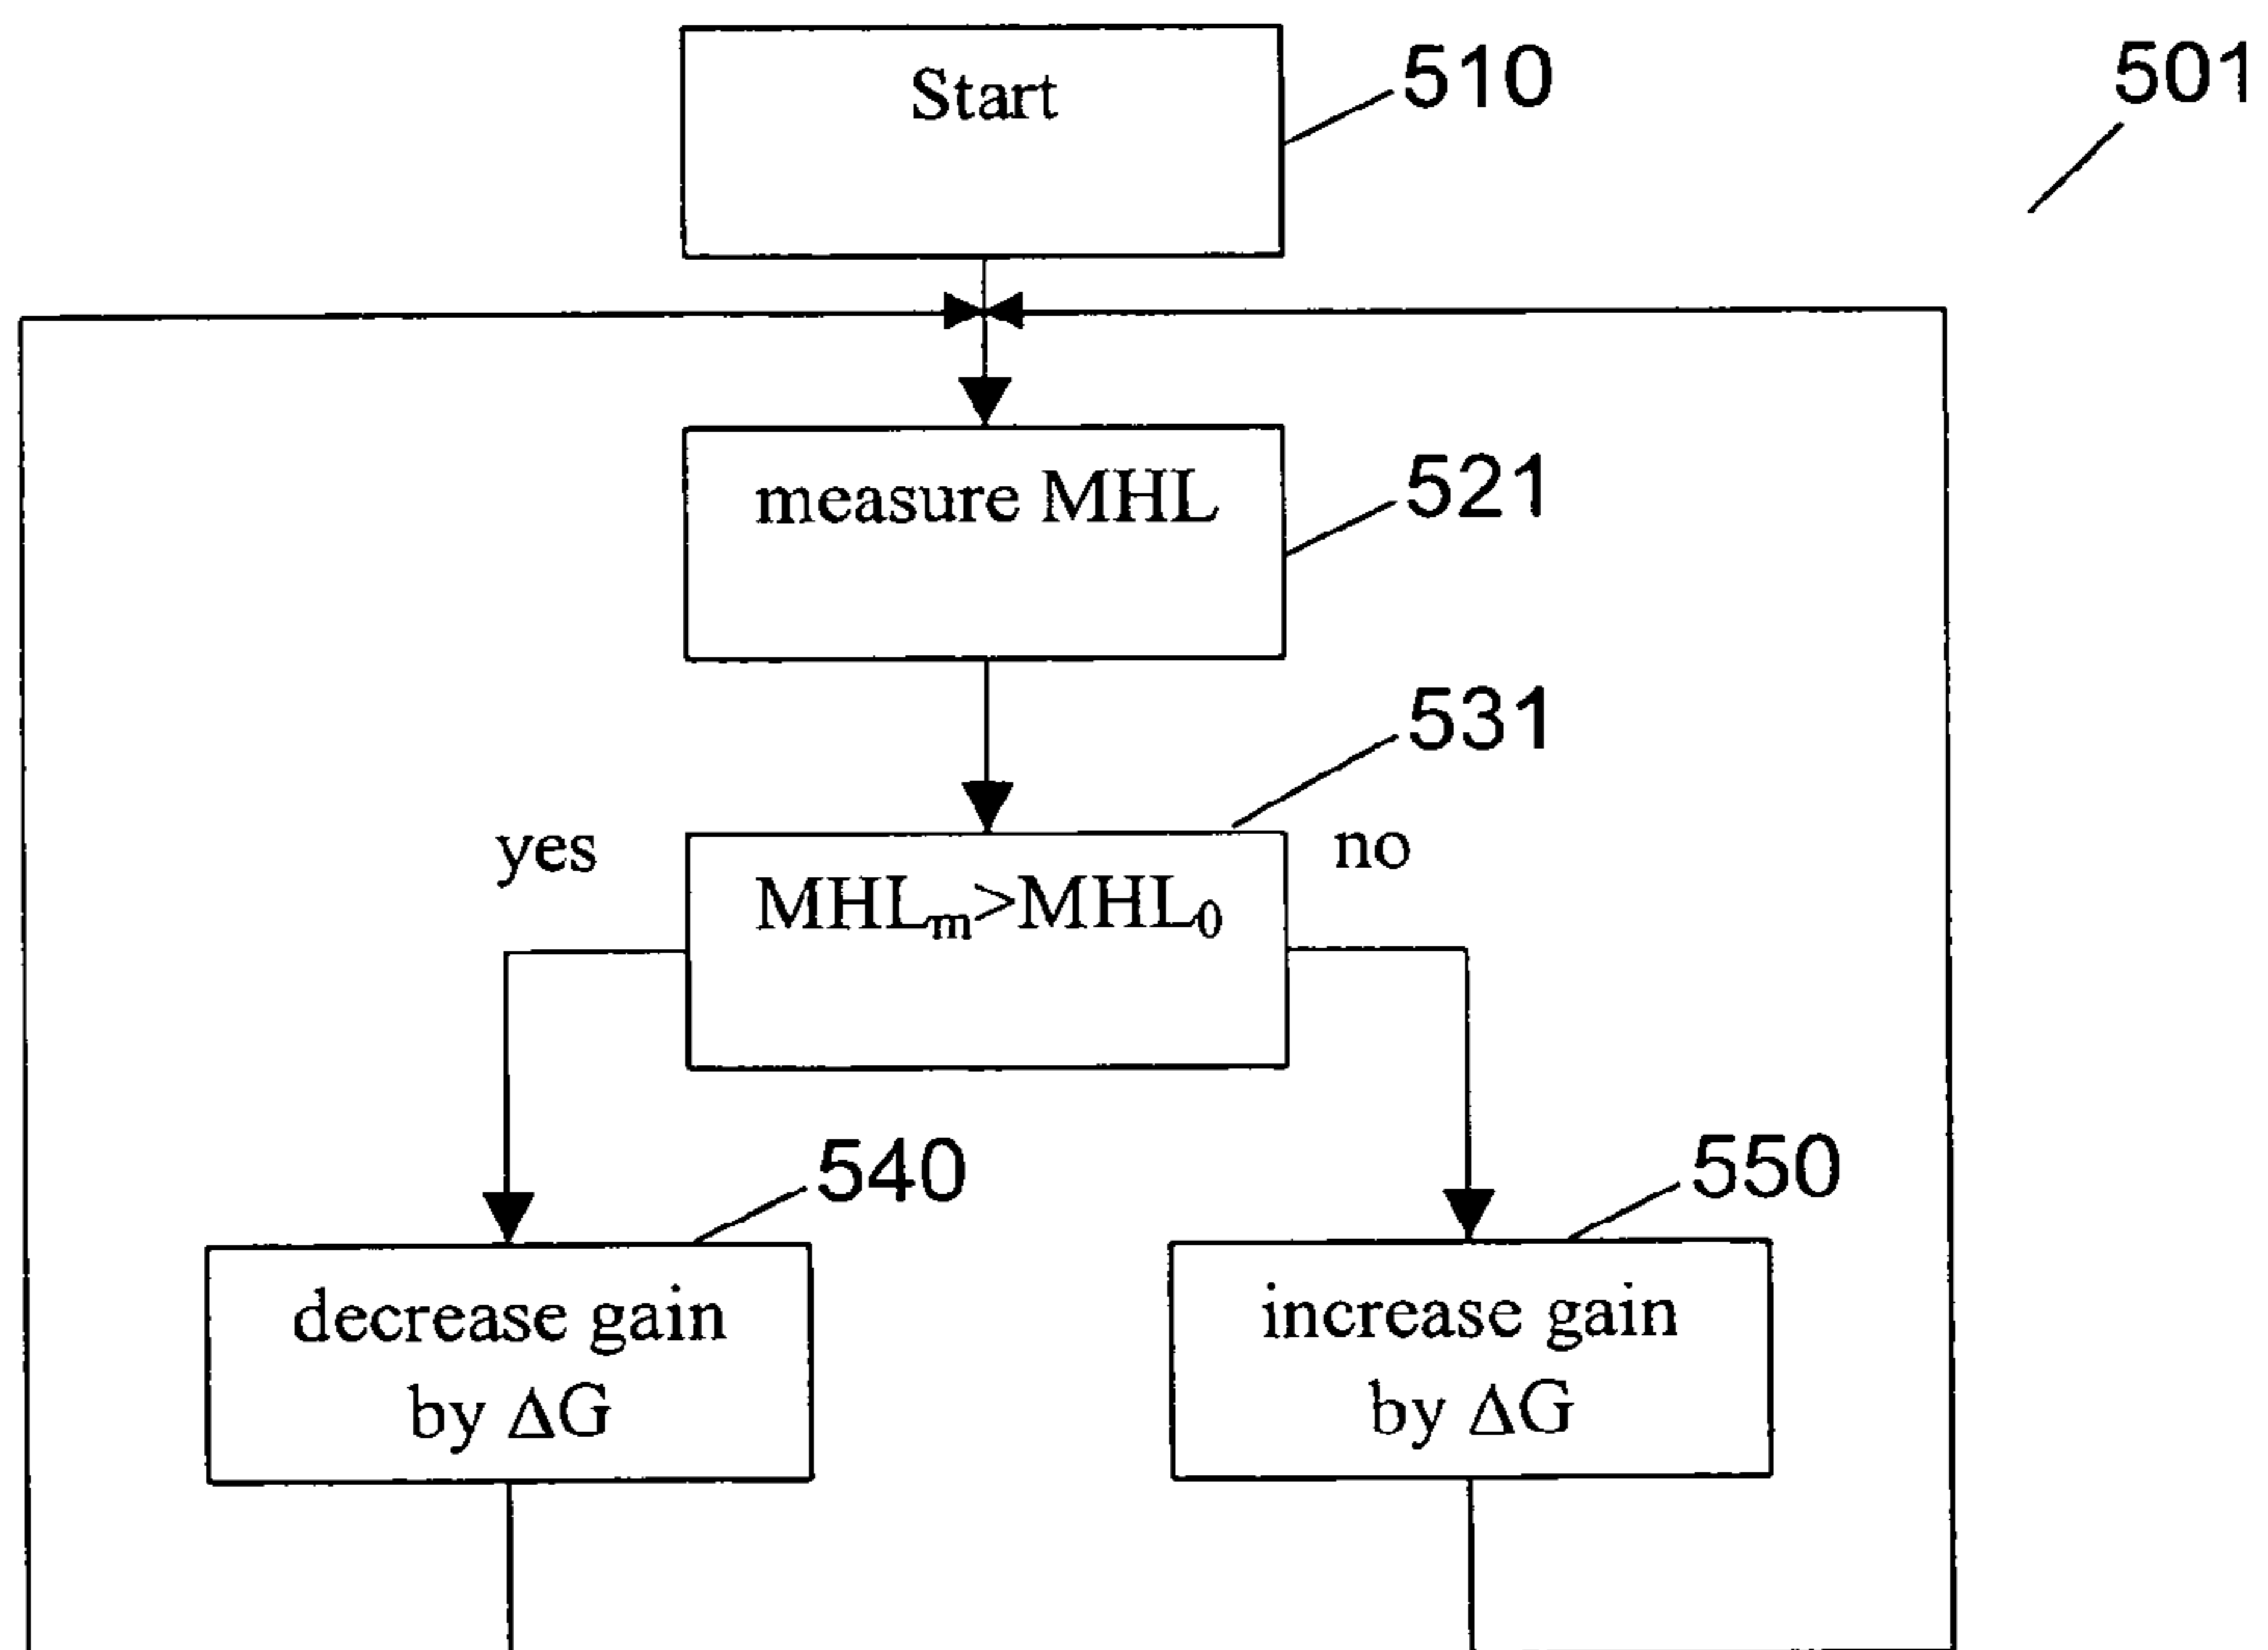 Start
510
501
measure MHL
521
531
yes
no
MHLm>MHL0
540
550
decrease gain
by ΔG
increase gain
by ΔG